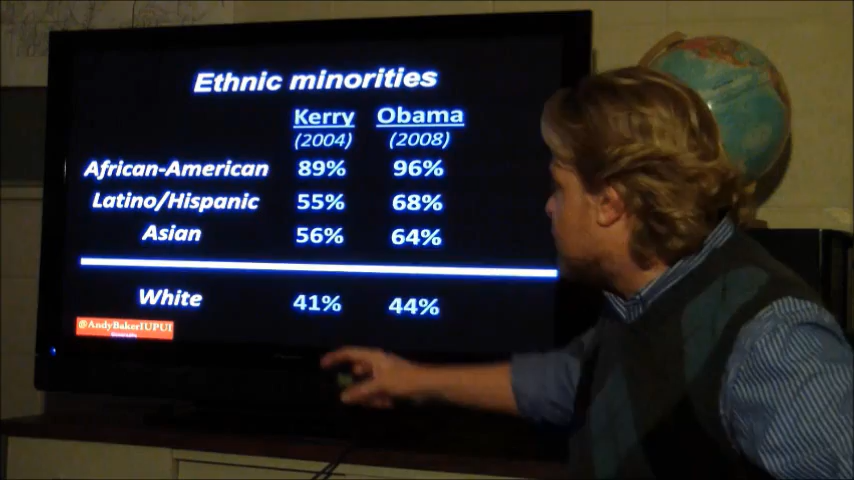 Ethnic minorities
Kerry Obama
(2004) (2008)
African-American 89% 96%
Latino/Hispanic 55% 68%
Asian 56% 64%
White 41% 44%
@AndyBakerIUPUI